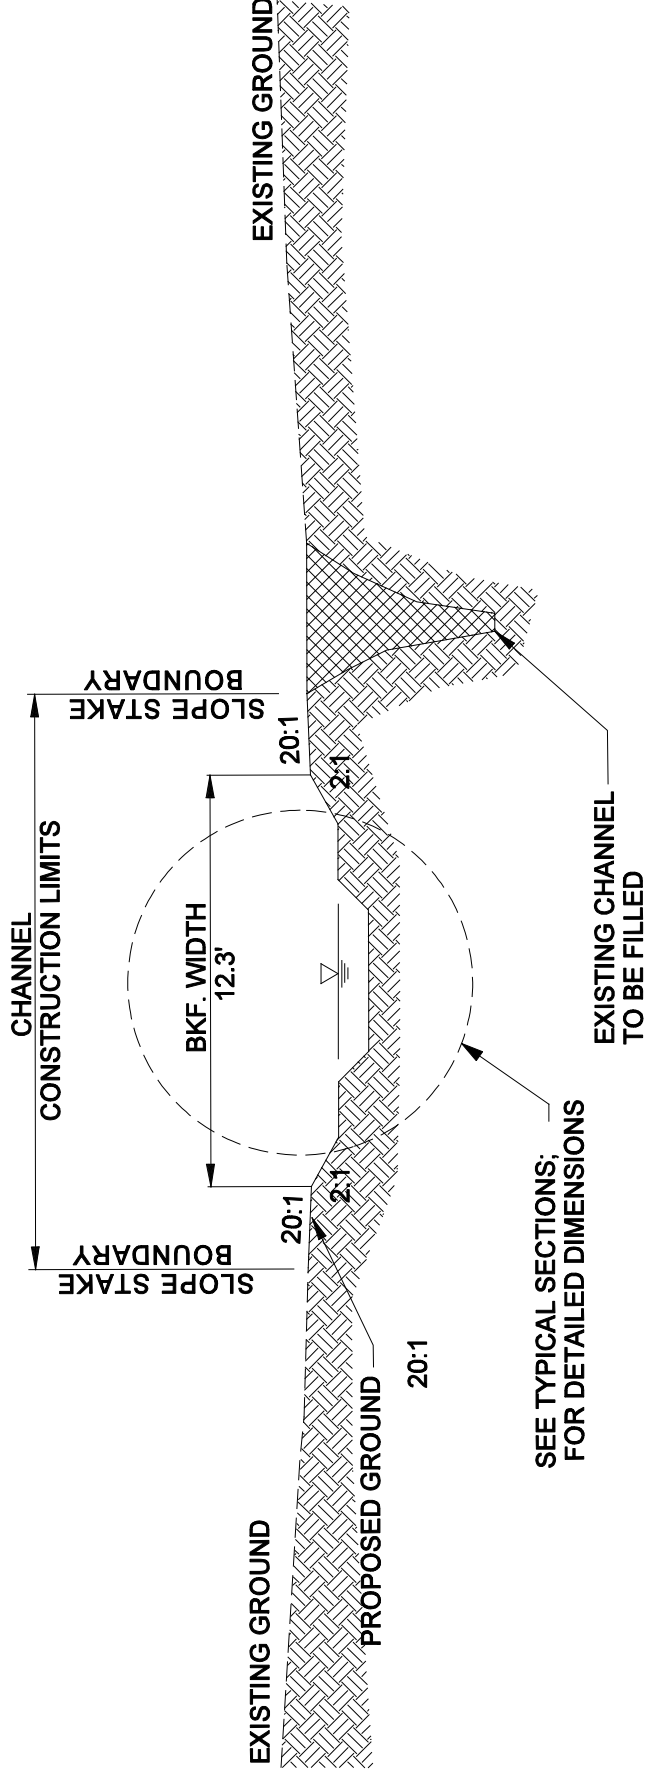 CHANNEL
CONSTRUCTION LIMITS
SLOPE STAKE
BOUNDARY
SLOPE STAKE
BOUNDARY
BKF. WIDTH
12.3'
EXISTING GROUND
20:1
2:1
2:1
20:1
EXISTING GROUND
PROPOSED GROUND
20:1
SEE TYPICAL SECTIONS;
FOR DETAILED DIMENSIONS
EXISTING CHANNEL
TO BE FILLED